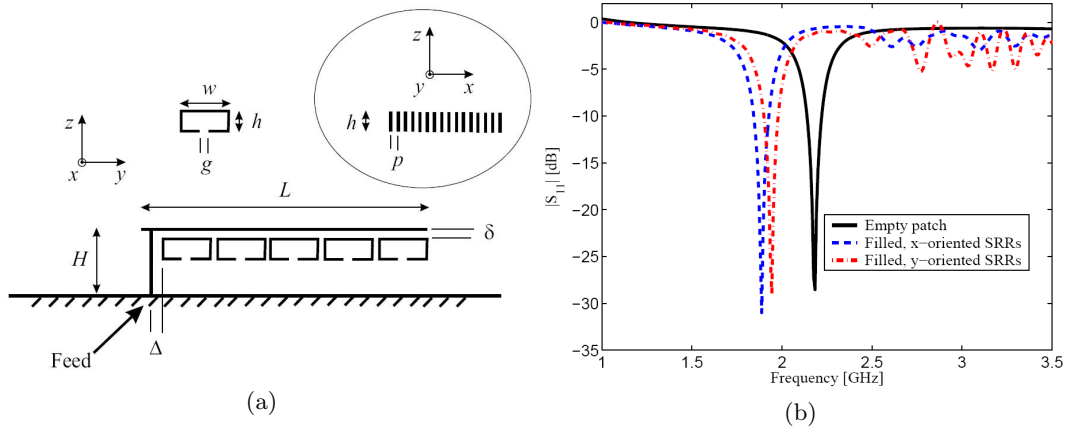 z
x
y
w
h
g
z
y
x
h
p
L
H
δ
Feed
Δ
(a)
|S11| [dB]
0
−5
−10
−15
−20
−25
−30
−35
1
1.5
2
2.5
3
3.5
Frequency [GHz]
Empty patch
Filled, x−oriented SRRs
Filled, y−oriented SRRs
(b)